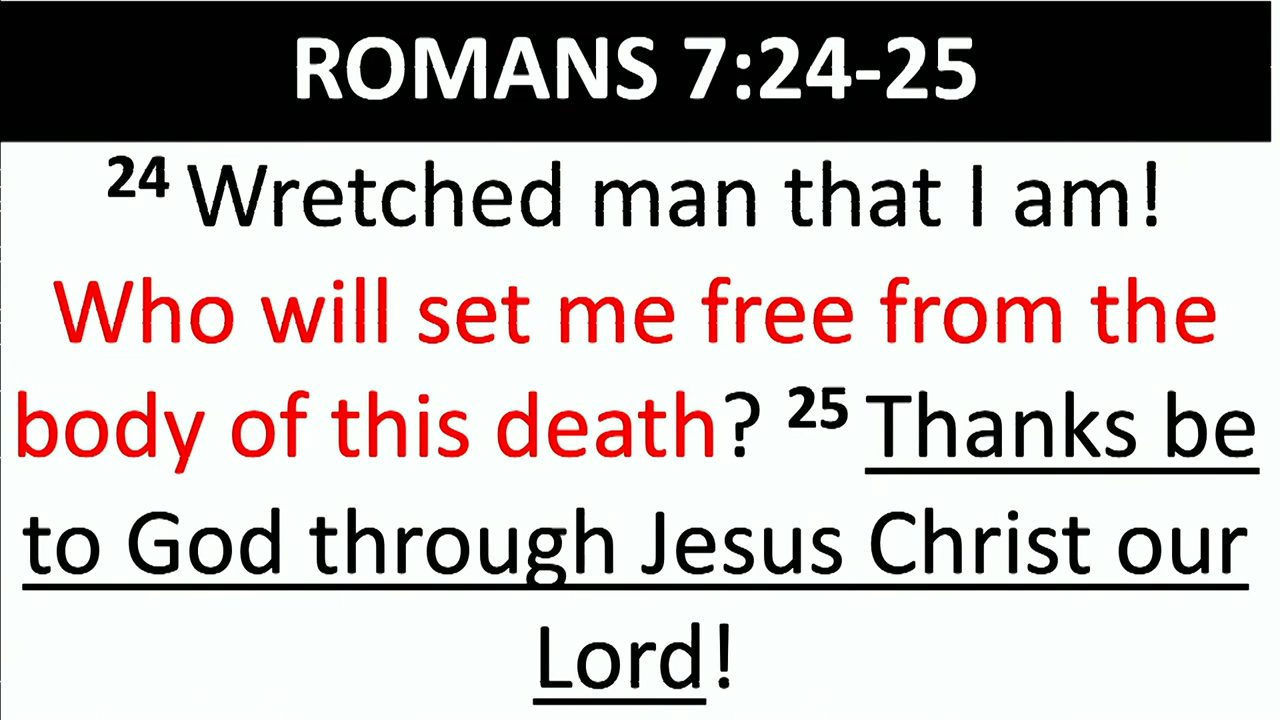 ROMANS 7:24-25
24 Wretched man that I am!
Who will set me free from the
body of this death? 25 Thanks be
to God through Jesus Christ our
Lord!